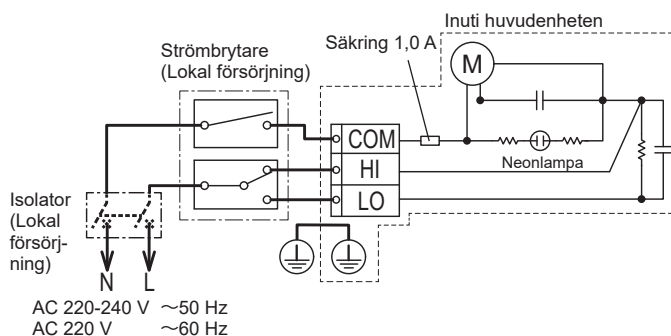 Inuti huvudenheten
Säkring 1,0 A
Strömbrytare
(Lokal försörjning)
M
COM
HI
LO
Neonlampa
Isolator
(Lokal
försörj-
ning)
N L
AC 220-240 V ～50 Hz
AC 220 V ～60 Hz